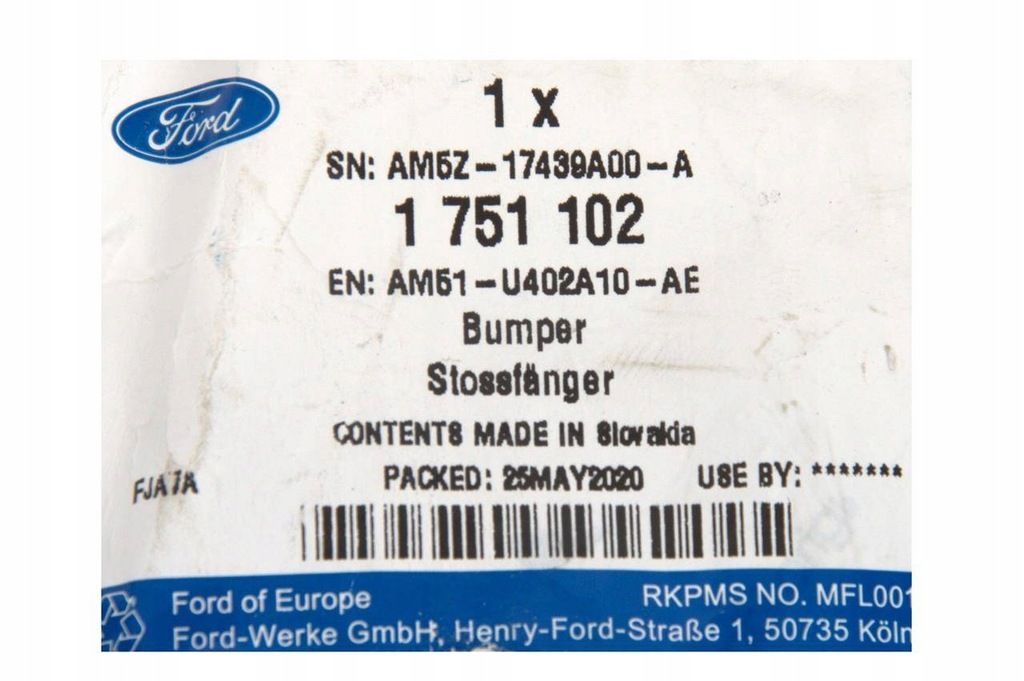 Ford
1 x
SN: AM5Z-17439A00-A
1 751 102
EN: AM51-U402A10-AE
Bumper
Stossfänger
CONTENTS MADE IN Slovakia
FJA7A PACKED: 25MAY2020 USE BY: *******
Ford of Europe RKPMS NO. MFL001
Ford-Werke GmbH, Henry-Ford-Straße 1, 50735 Köln